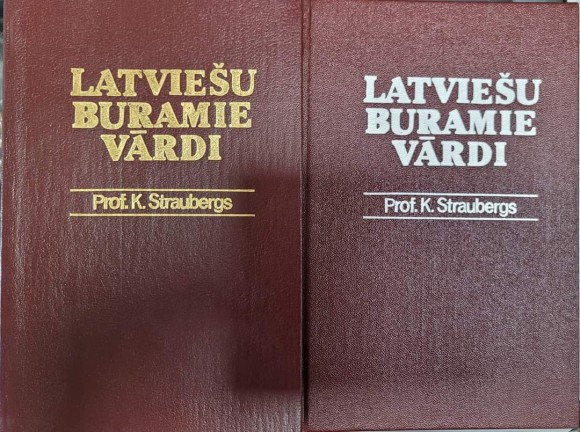 LATVIEŠU
BURAMIE
VĀRDI
Prof. K. Straubergs
LATVIEŠU
BURAMIE
VĀRDI
Prof. K. Straubergs